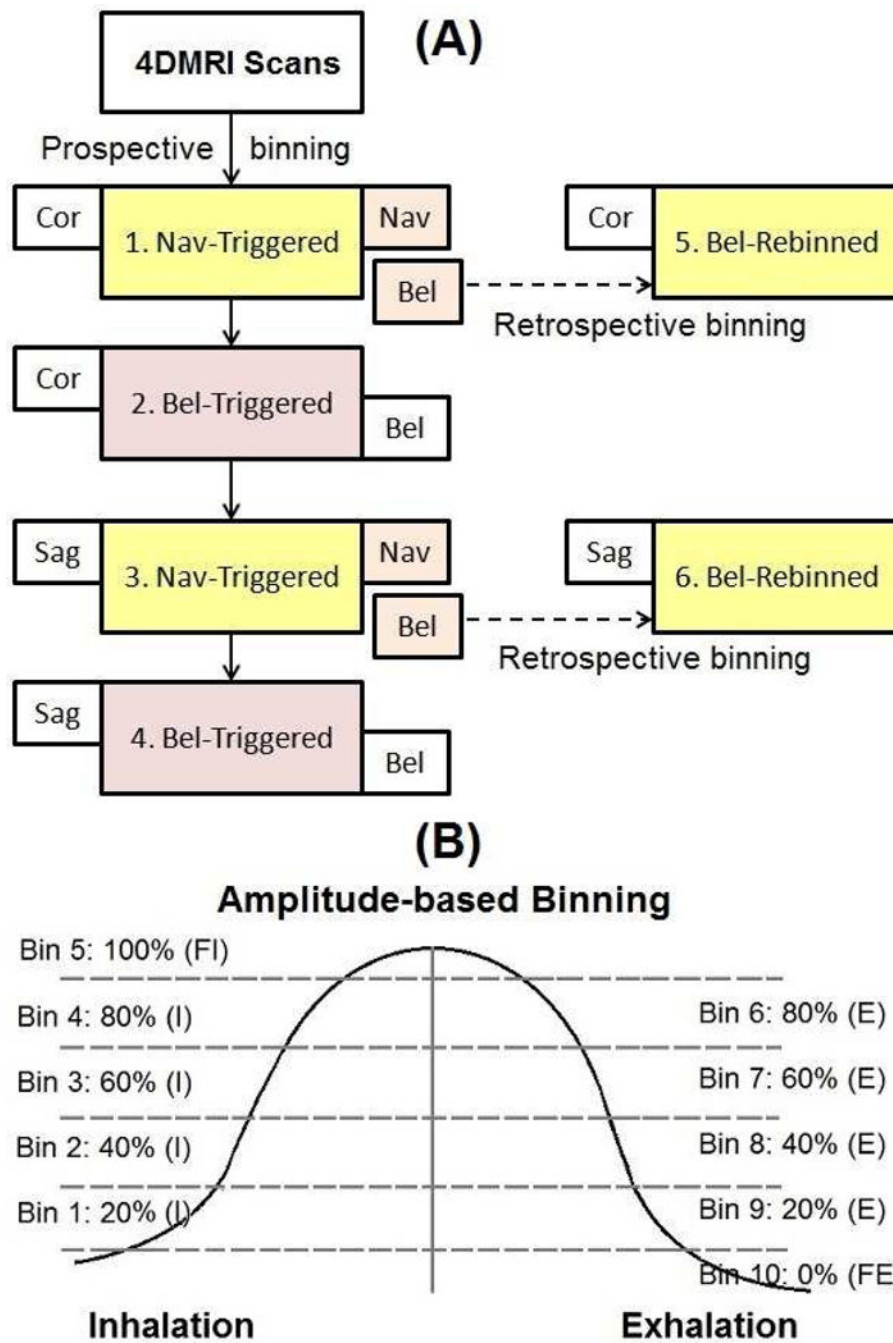 (A)
4DMRI Scans
Prospective binning
Cor
1. Nav-Triggered
Nav
Bel
Cor
5. Bel-Rebinned
Retrospective binning
Cor
2. Bel-Triggered
Bel
Sag
3. Nav-Triggered
Nav
Bel
Sag
6. Bel-Rebinned
Retrospective binning
Sag
4. Bel-Triggered
Bel
(B)
Amplitude-based Binning
Bin 5: 100% (FI)
Bin 4: 80% (I)
Bin 6: 80% (E)
Bin 3: 60% (I)
Bin 7: 60% (E)
Bin 2: 40% (I)
Bin 8: 40% (E)
Bin 1: 20% (I)
Bin 9: 20% (E)
Bin 10: 0% (FE
Inhalation
Exhalation